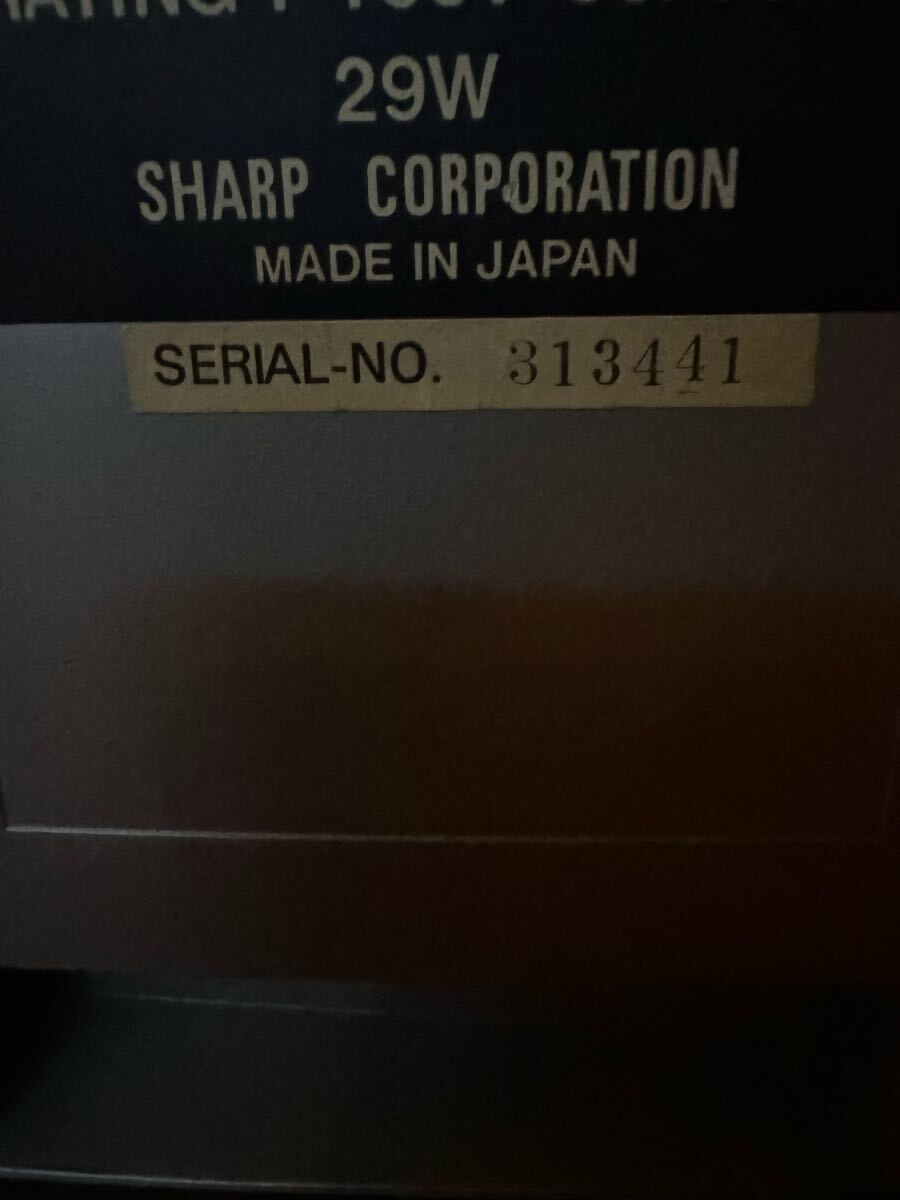 29W
SHARP CORPORATION
MADE IN JAPAN
SERIAL-NO. 313441